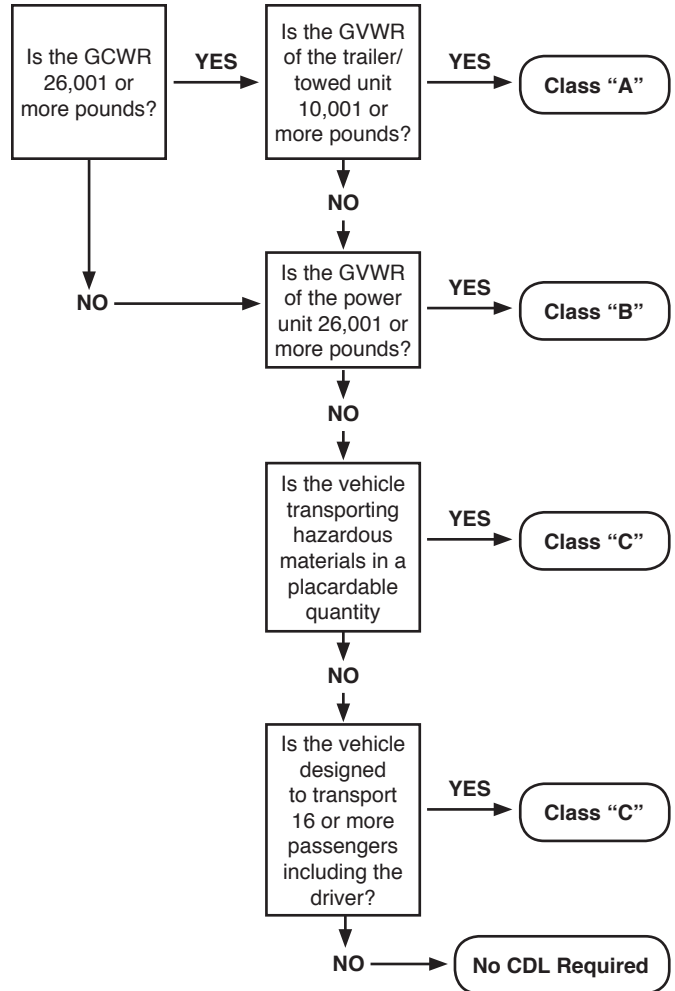 Is the GCWR
26,001 or
more pounds?
YES
Is the GVWR
of the trailer/
towed unit
10,001 or
more pounds?
YES
Class “A”
NO
NO
Is the GVWR
of the power
unit 26,001 or
more pounds?
YES
Class “B”
NO
Is the vehicle
transporting
hazardous
materials in a
placardable
quantity
YES
Class “C”
NO
Is the vehicle
designed
to transport
16 or more
passengers
including the
driver?
YES
Class “C”
NO
No CDL Required